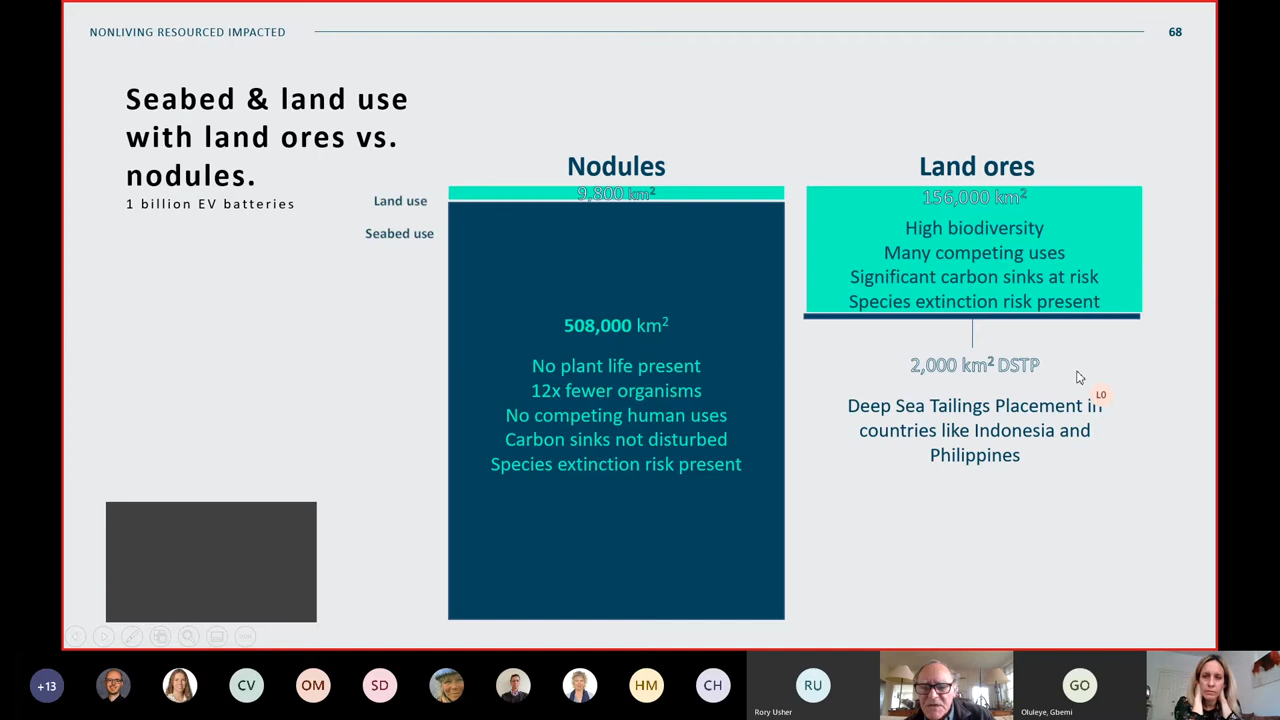 NONLIVING RESOURCED IMPACTED
68
Seabed & land use
with land ores vs.
nodules.
1 billion EV batteries
Land use
Seabed use
Nodules
9,800 km²
508,000 km²
No plant life present
12x fewer organisms
No competing human uses
Carbon sinks not disturbed
Species extinction risk present
Land ores
156,000 km²
High biodiversity
Many competing uses
Significant carbon sinks at risk
Species extinction risk present
2,000 km² DSTP
L0
Deep Sea Tailings Placement in
countries like Indonesia and
Philippines
+13
CV
OM
SD
HM
CH
RU
Rory Usher
GO
Oluleye, Gbemi